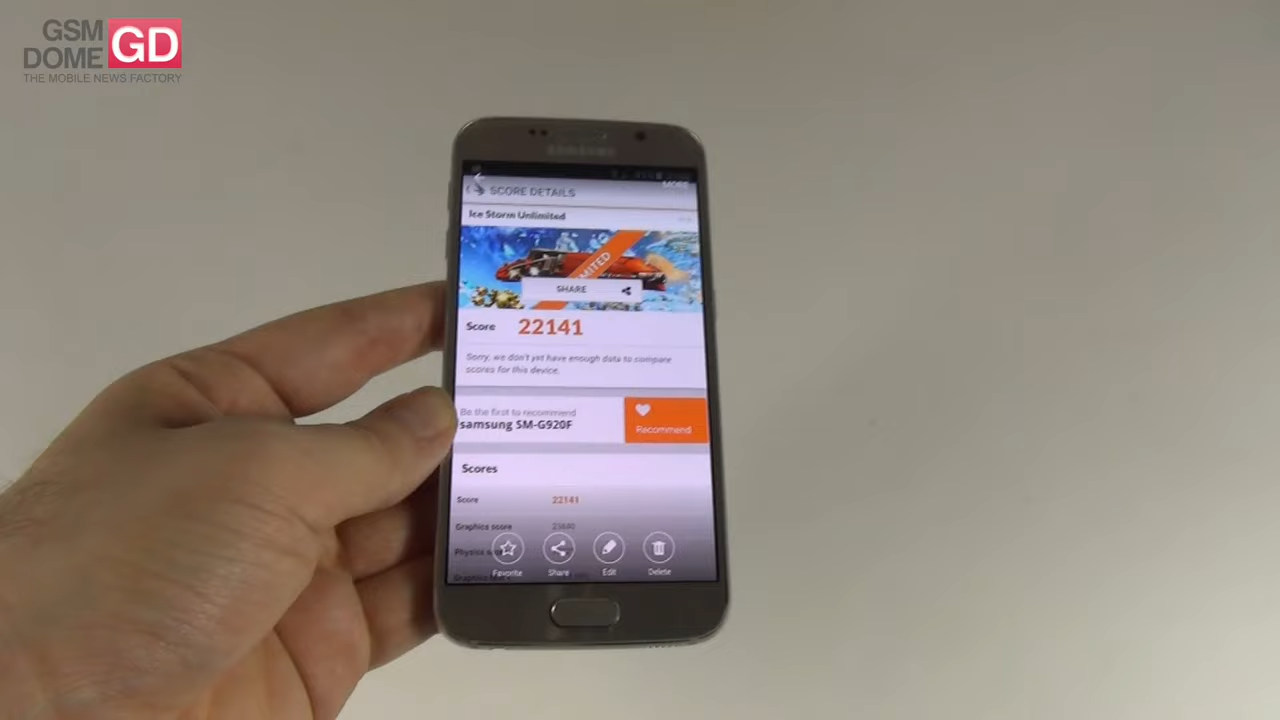 GSM
DOME GD
THE MOBILE NEWS FACTORY
SAMSUNG
MORE
SCORE DETAILS
Ice Storm Unlimited
MITED
SHARE
Score 22141
Sorry, we don't yet have enough data to compare
scores for this device.
Be the first to recommend
samsung SM-G920F
Recommend
Scores
Score 22141
Graphics score
Favorite Share Edit Delete